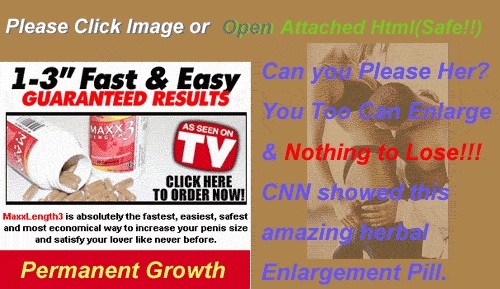 Please Click Image or Open Attached Html(Safe!!)
1-3” Fast & Easy
GUARANTEED RESULTS
MAXX
LENGTH
3
AS SEEN ON
TV
CLICK HERE
TO ORDER NOW!
MaxxLength3 is absolutely the fastest, easiest, safest
and most economical way to increase your penis size
and satisfy your lover like never before.
Permanent Growth
Can you Please Her?
You Too Can Enlarge
& Nothing to Lose!!!
CNN showed this
amazing herbal
Enlargement Pill.